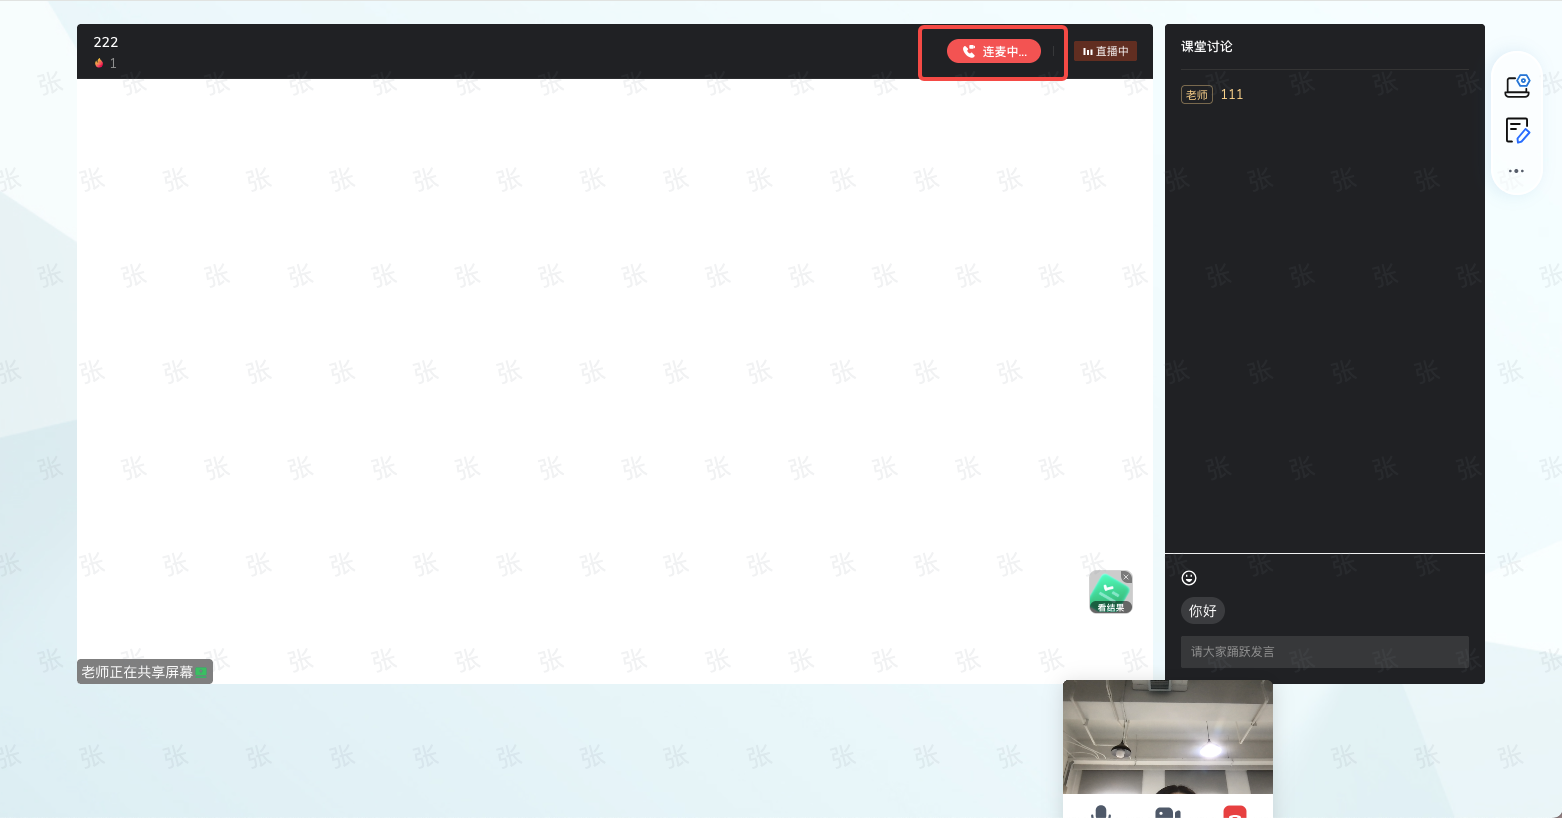 222
1
连麦中...
直播中
课堂讨论
老师 111
看结果
你好
请大家踊跃发言
老师正在共享屏幕
张